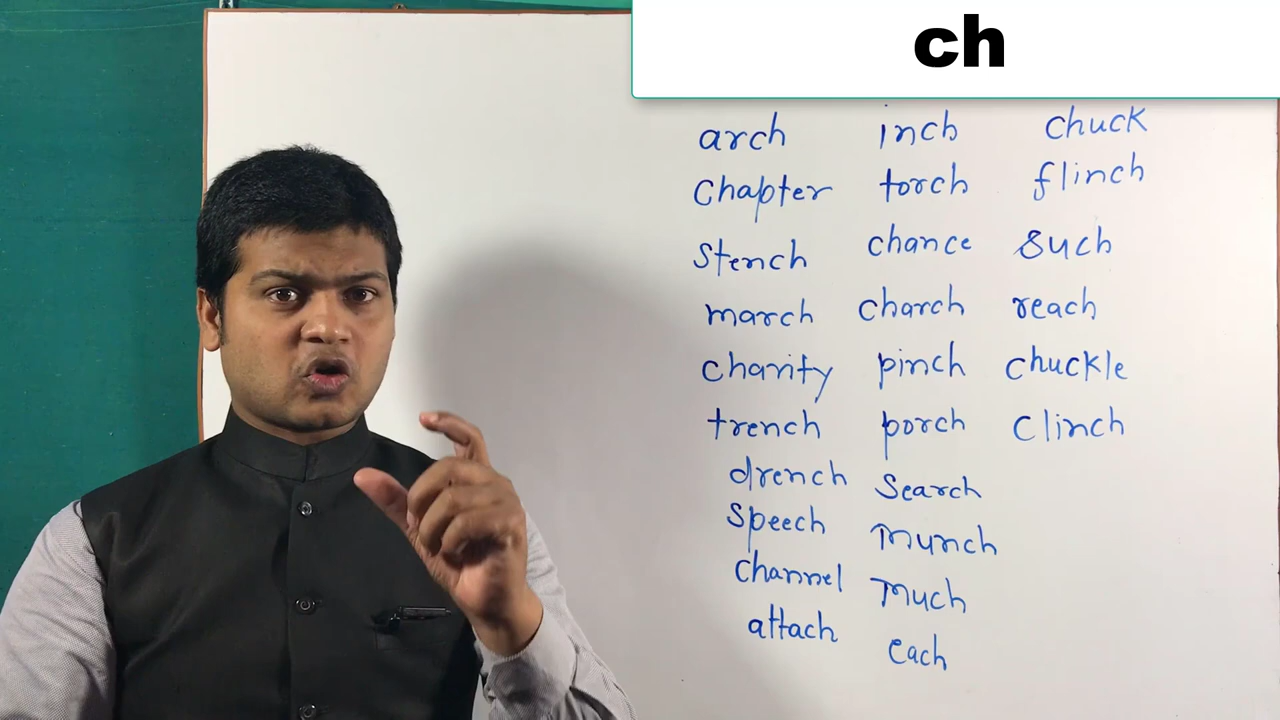 ch
arch inch chuck
Chapter torch flinch
Stench chance Such
march charch reach
charity pinch chuckle
trench porch clinch
drench Search
Speech munch
channel much
attach each